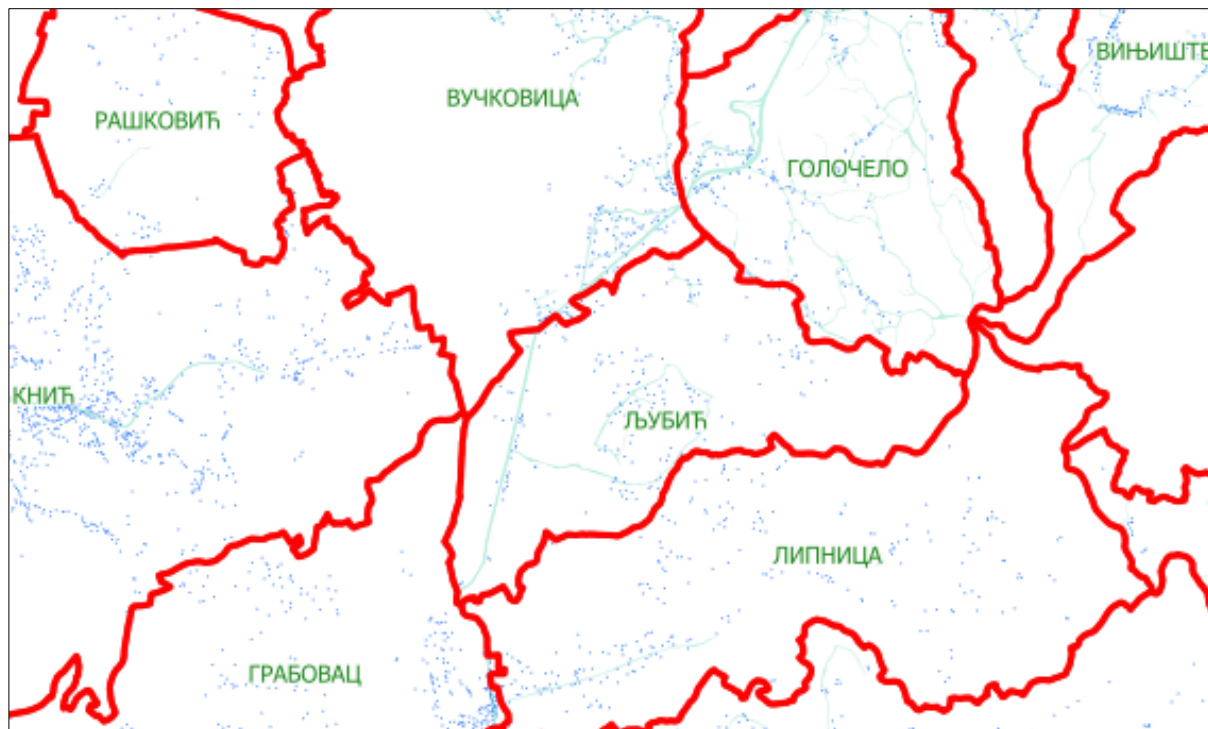 ВИЊИШТЕ
ВУЧКОВИЦА
РАШКОВИЋ
ГОЛОЧЕЛО
КНИЋ
ЉУБИЋ
ЛИПНИЦА
ГРАБОВАЦ